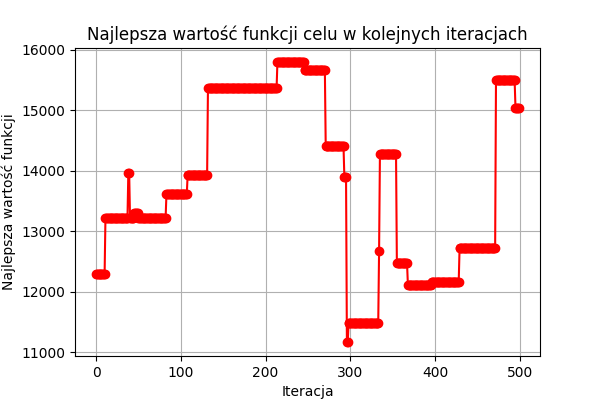 Najlepsza wartość funkcji celu w kolejnych iteracjach
Najlepsza wartość funkcji
16000
15000
14000
13000
12000
11000
0 100 200 300 400 500
Iteracja